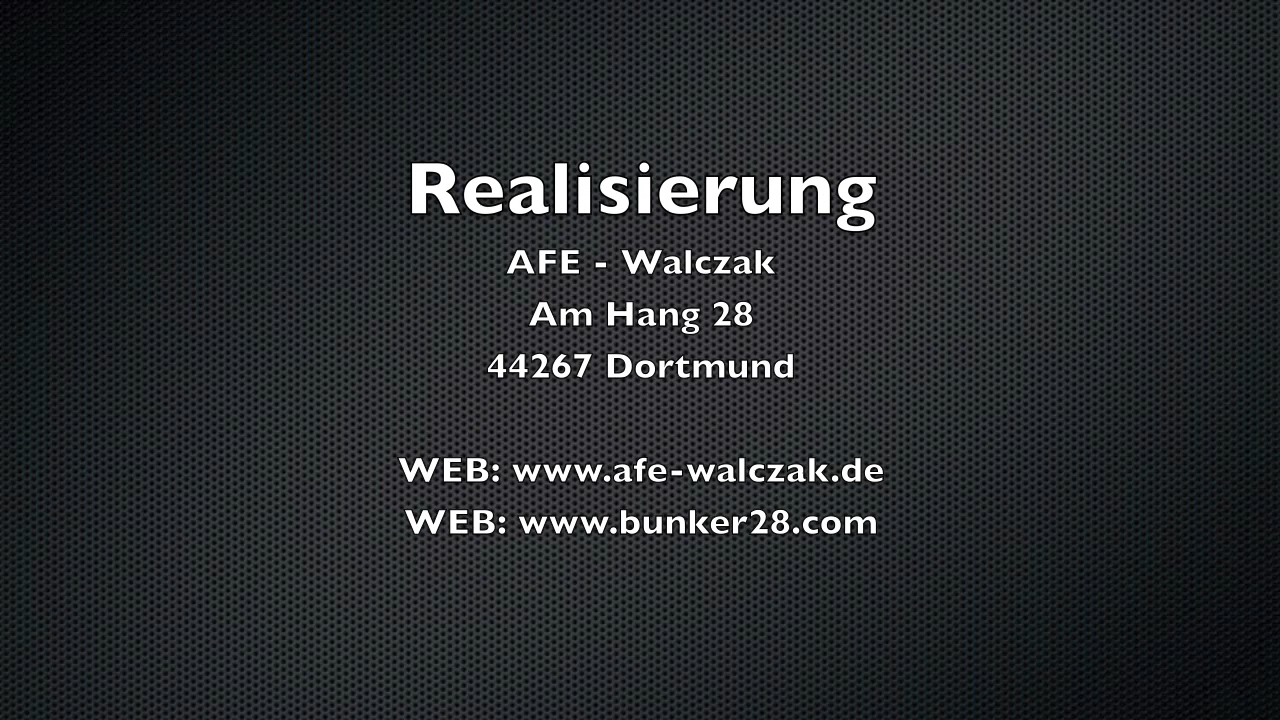 Realisierung
AFE - Walczak
Am Hang 28
44267 Dortmund
WEB: www.afe-walczak.de
WEB: www.bunker28.com